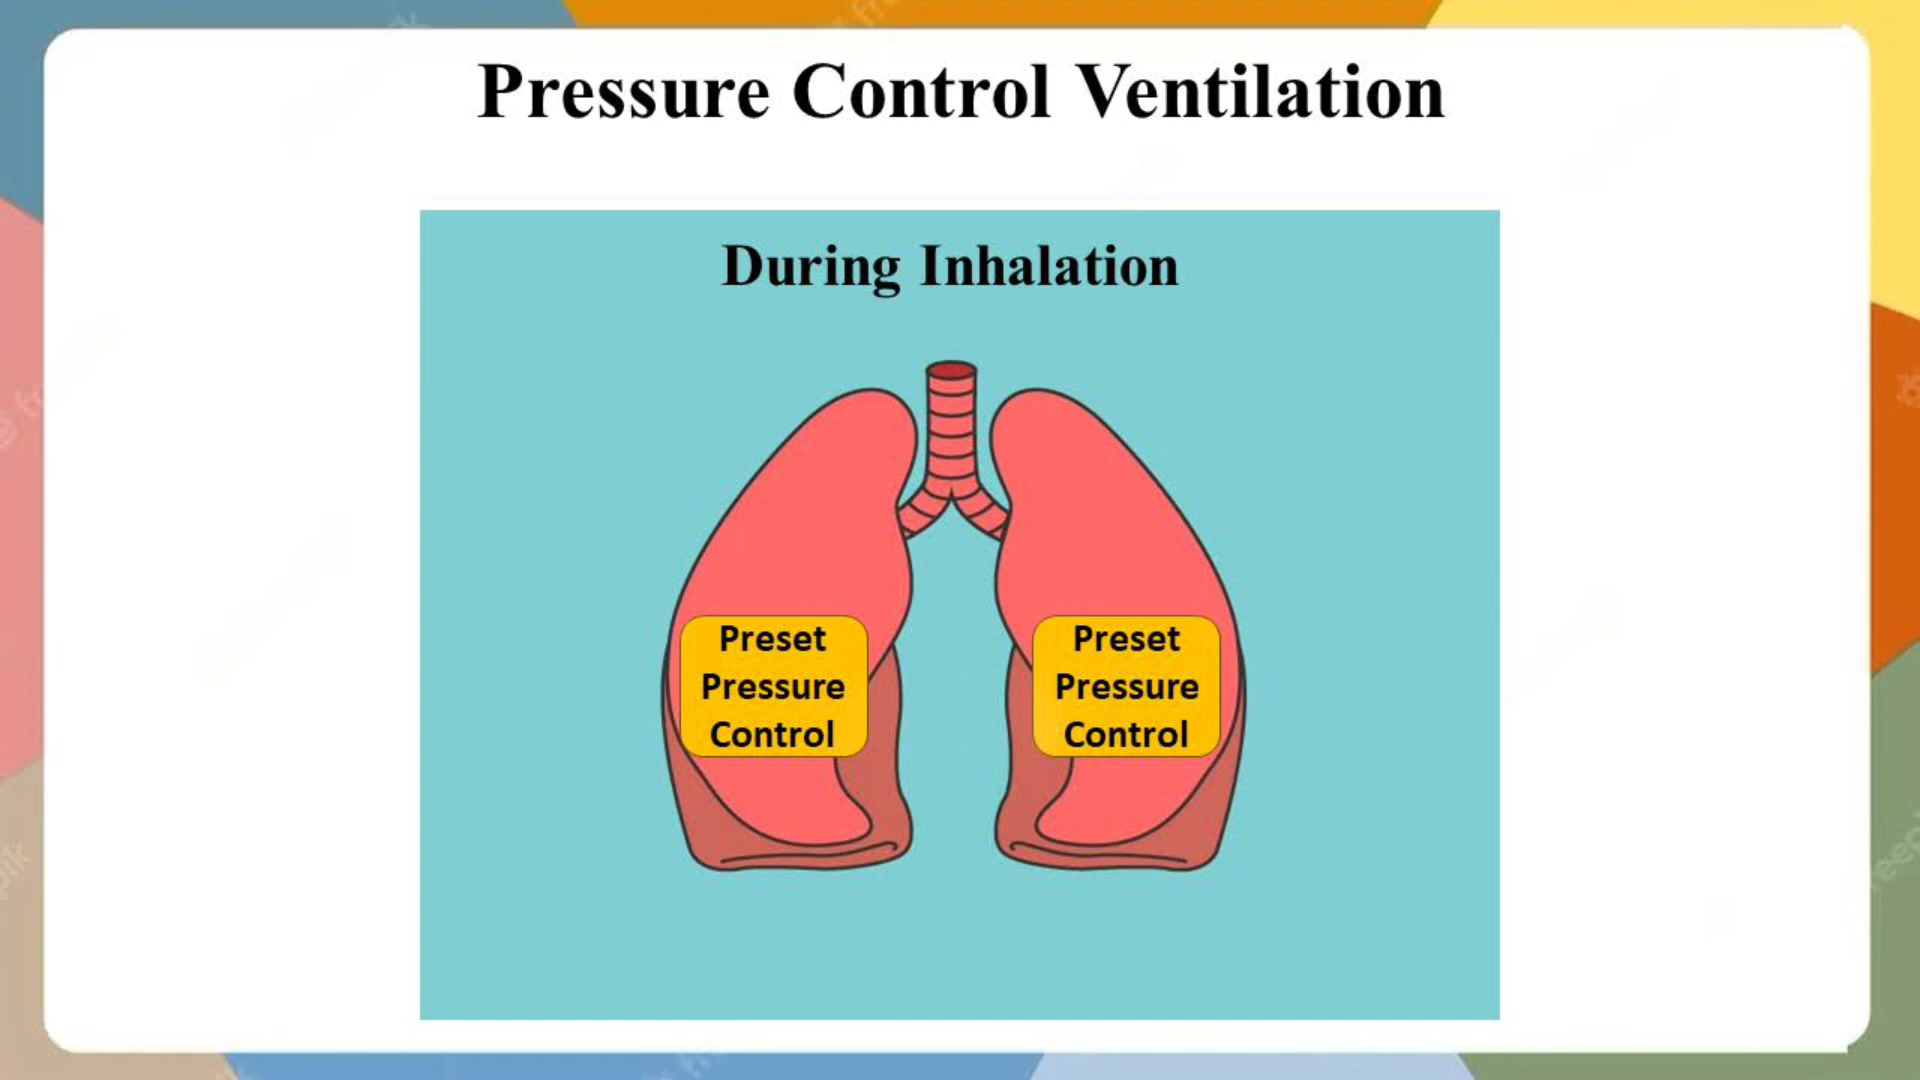 Pressure Control Ventilation
During Inhalation
Preset
Pressure
Control
Preset
Pressure
Control